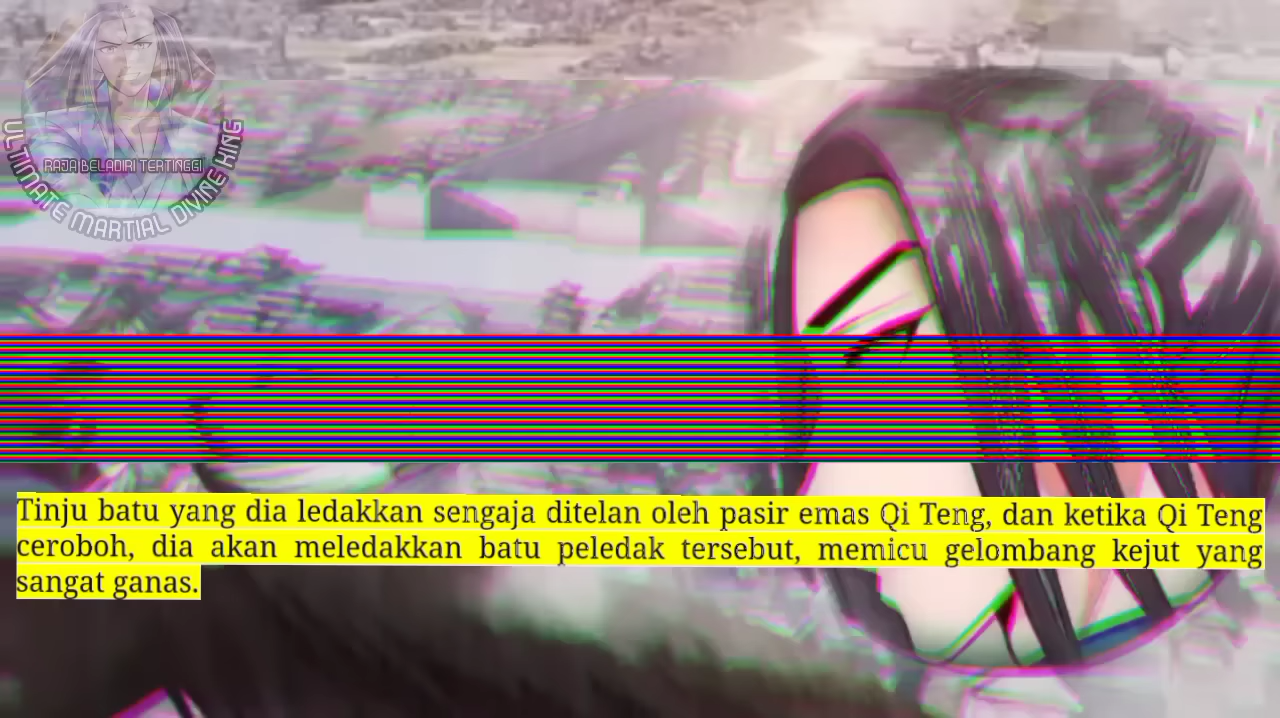 RAJA BELADIRI TERTINGGI
ULTIMATE MARTIAL DIVINE KING
Tinju batu yang dia ledakkan sengaja ditelan oleh pasir emas Qi Teng, dan ketika Qi Teng
ceroboh, dia akan meledakkan batu peledak tersebut, memicu gelombang kejut yang
sangat ganas.